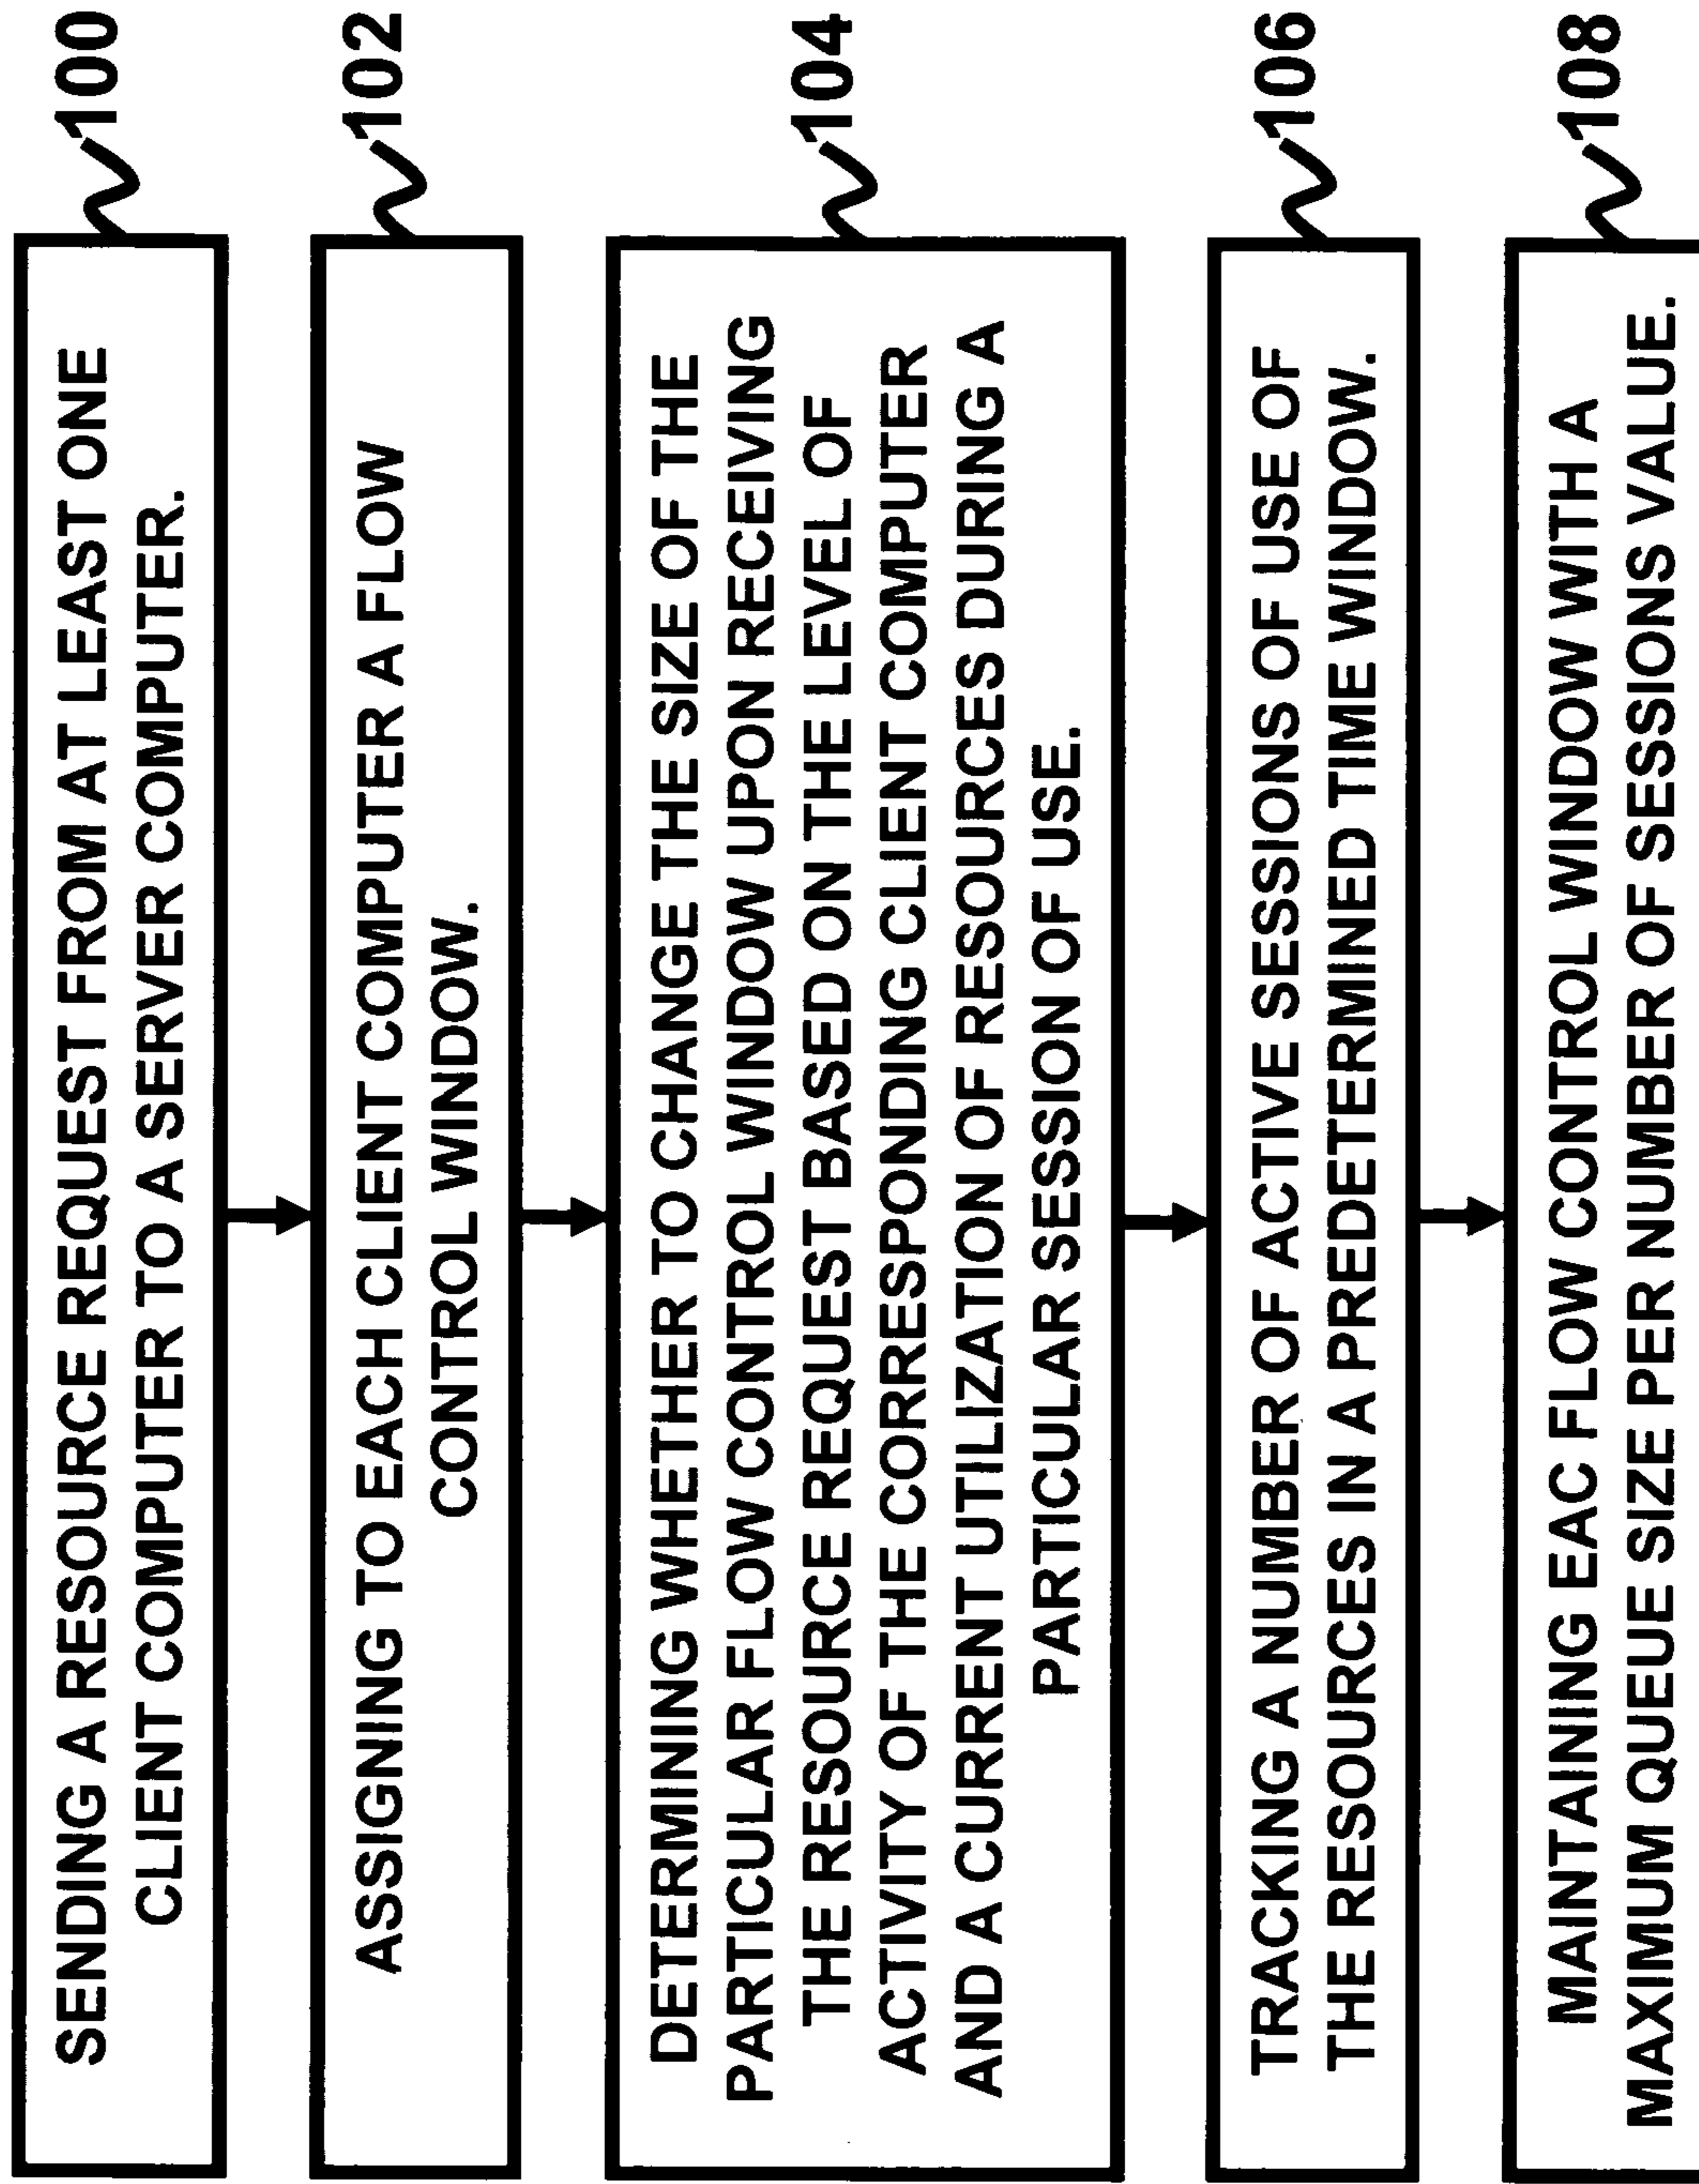 SENDING A RESOURCE REQUEST FROM AT LEAST ONE
CLIENT COMPUTER TO A SERVER COMPUTER.
100
ASSIGNING TO EACH CLIENT COMPUTER A FLOW
CONTROL WINDOW.
102
DETERMINING WHETHER TO CHANGE THE SIZE OF THE
PARTICULAR FLOW CONTROL WINDOW UPON RECEIVING
THE RESOURCE REQUEST BASED ON THE LEVEL OF
ACTIVITY OF THE CORRESPONDING CLIENT COMPUTER
AND A CURRENT UTILIZATION OF RESOURCES DURING A
PARTICULAR SESSION OF USE.
104
TRACKING A NUMBER OF ACTIVE SESSIONS OF USE OF
THE RESOURCES IN A PREDETERMINED TIME WINDOW.
106
MAINTAINING EACH FLOW CONTROL WINDOW WITH A
MAXIMUM QUEUE SIZE PER NUMBER OF SESSIONS VALUE.
108